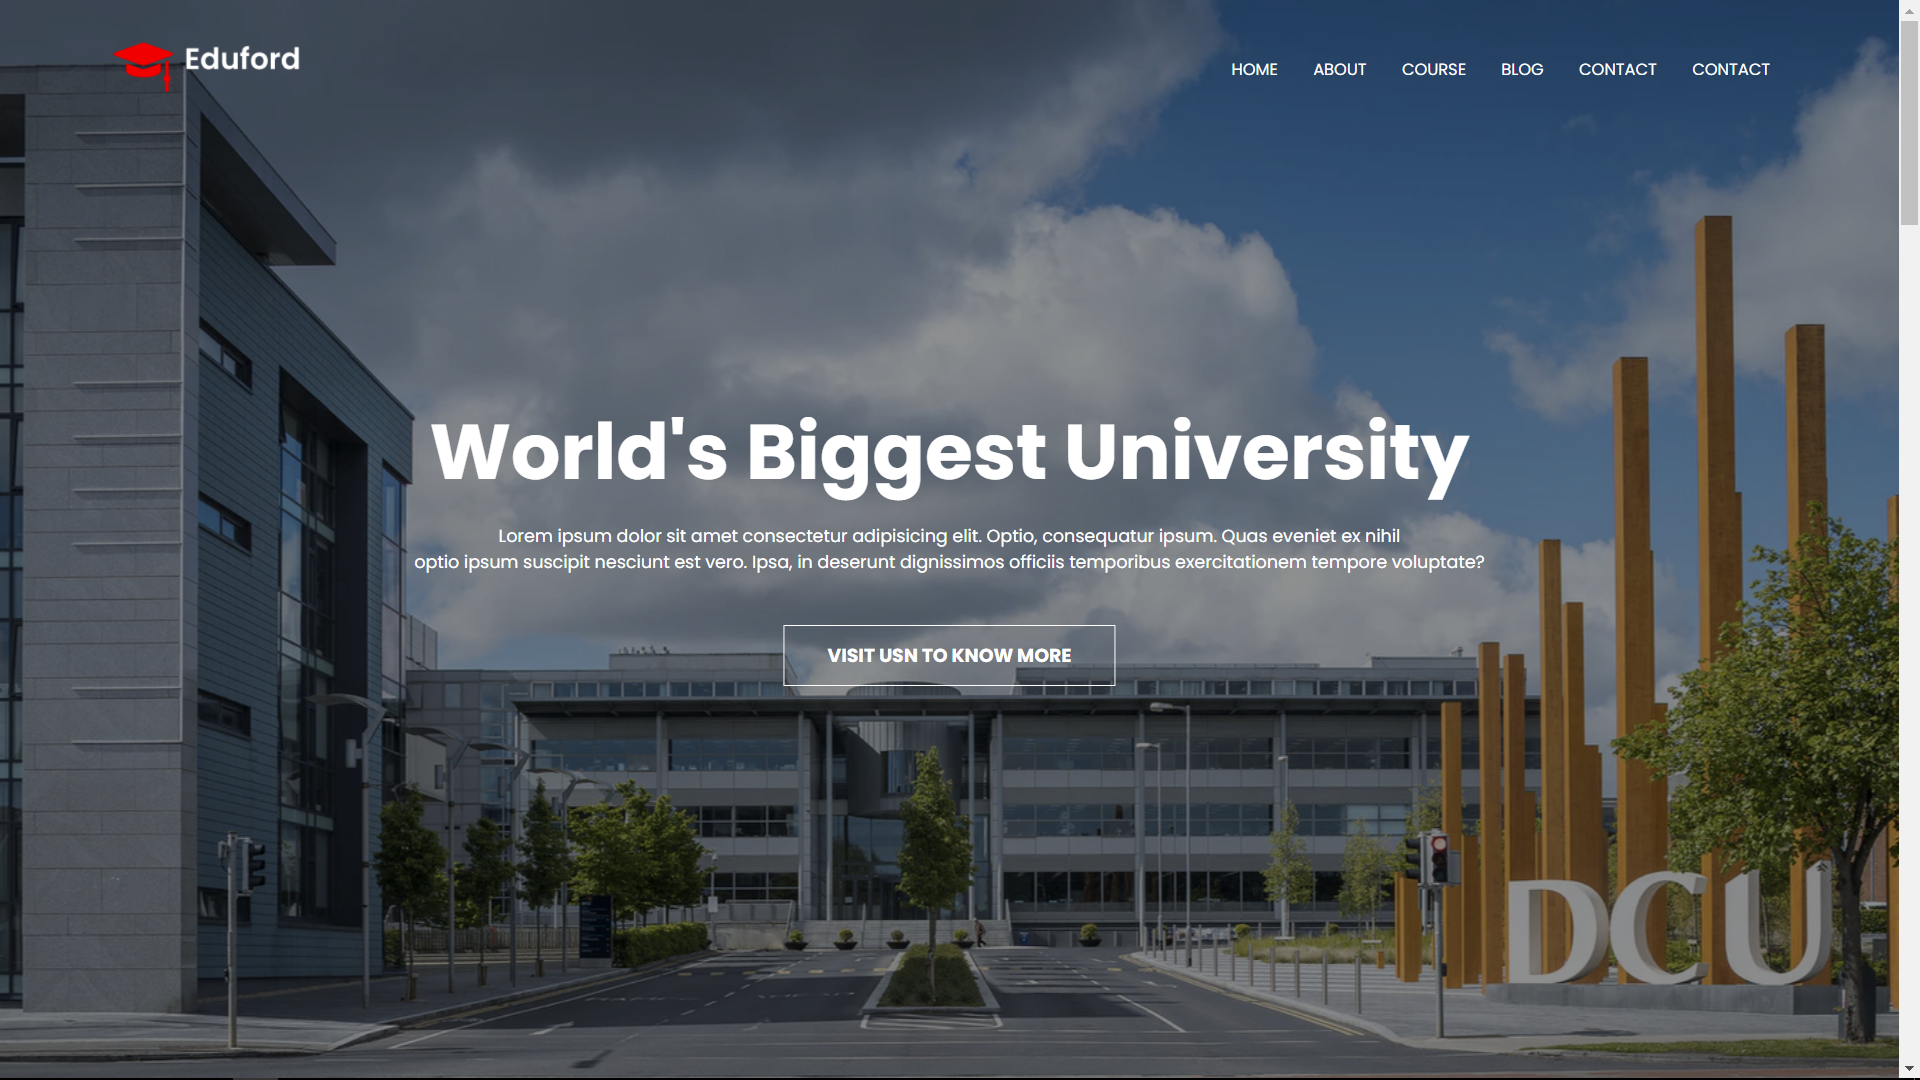 Eduford
HOME ABOUT COURSE BLOG CONTACT CONTACT
World's Biggest University
Lorem ipsum dolor sit amet consectetur adipisicing elit. Optio, consequatur ipsum. Quas eveniet ex nihil
optio ipsum suscipit nesciunt est vero. Ipsa, in deserunt dignissimos officiis temporibus exercitationem tempore voluptate?
VISIT USN TO KNOW MORE
DCU